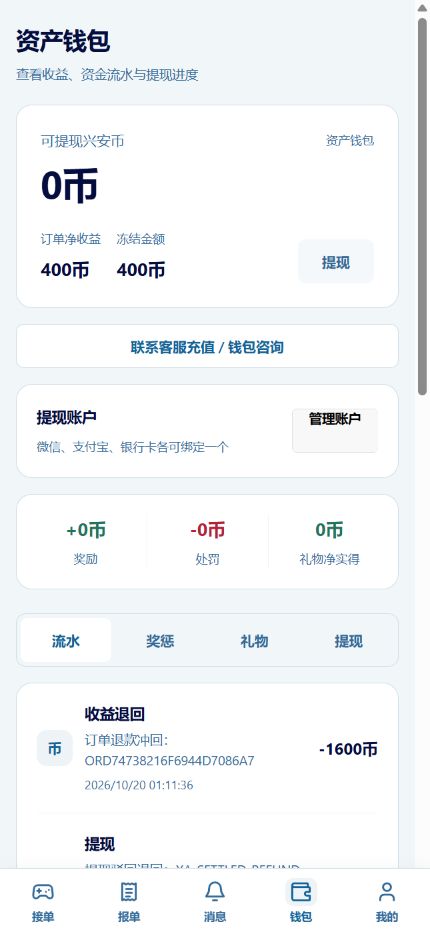 资产钱包
查看收益、资金流水与提现进度
可提现兴安币
资产钱包
0币
订单净收益 冻结金额
400币 400币
提现
联系客服充值 / 钱包咨询
提现账户
管理账户
微信、支付宝、银行卡各可绑定一个
+0币 -0币 0币
奖励 处罚 礼物净实得
流水 奖惩 礼物 提现
收益退回
币
订单退款冲回：
ORD74738216F6944D7086A7
-1600币
2026/10/20 01:11:36
提现
接单 报单 消息 钱包 我的